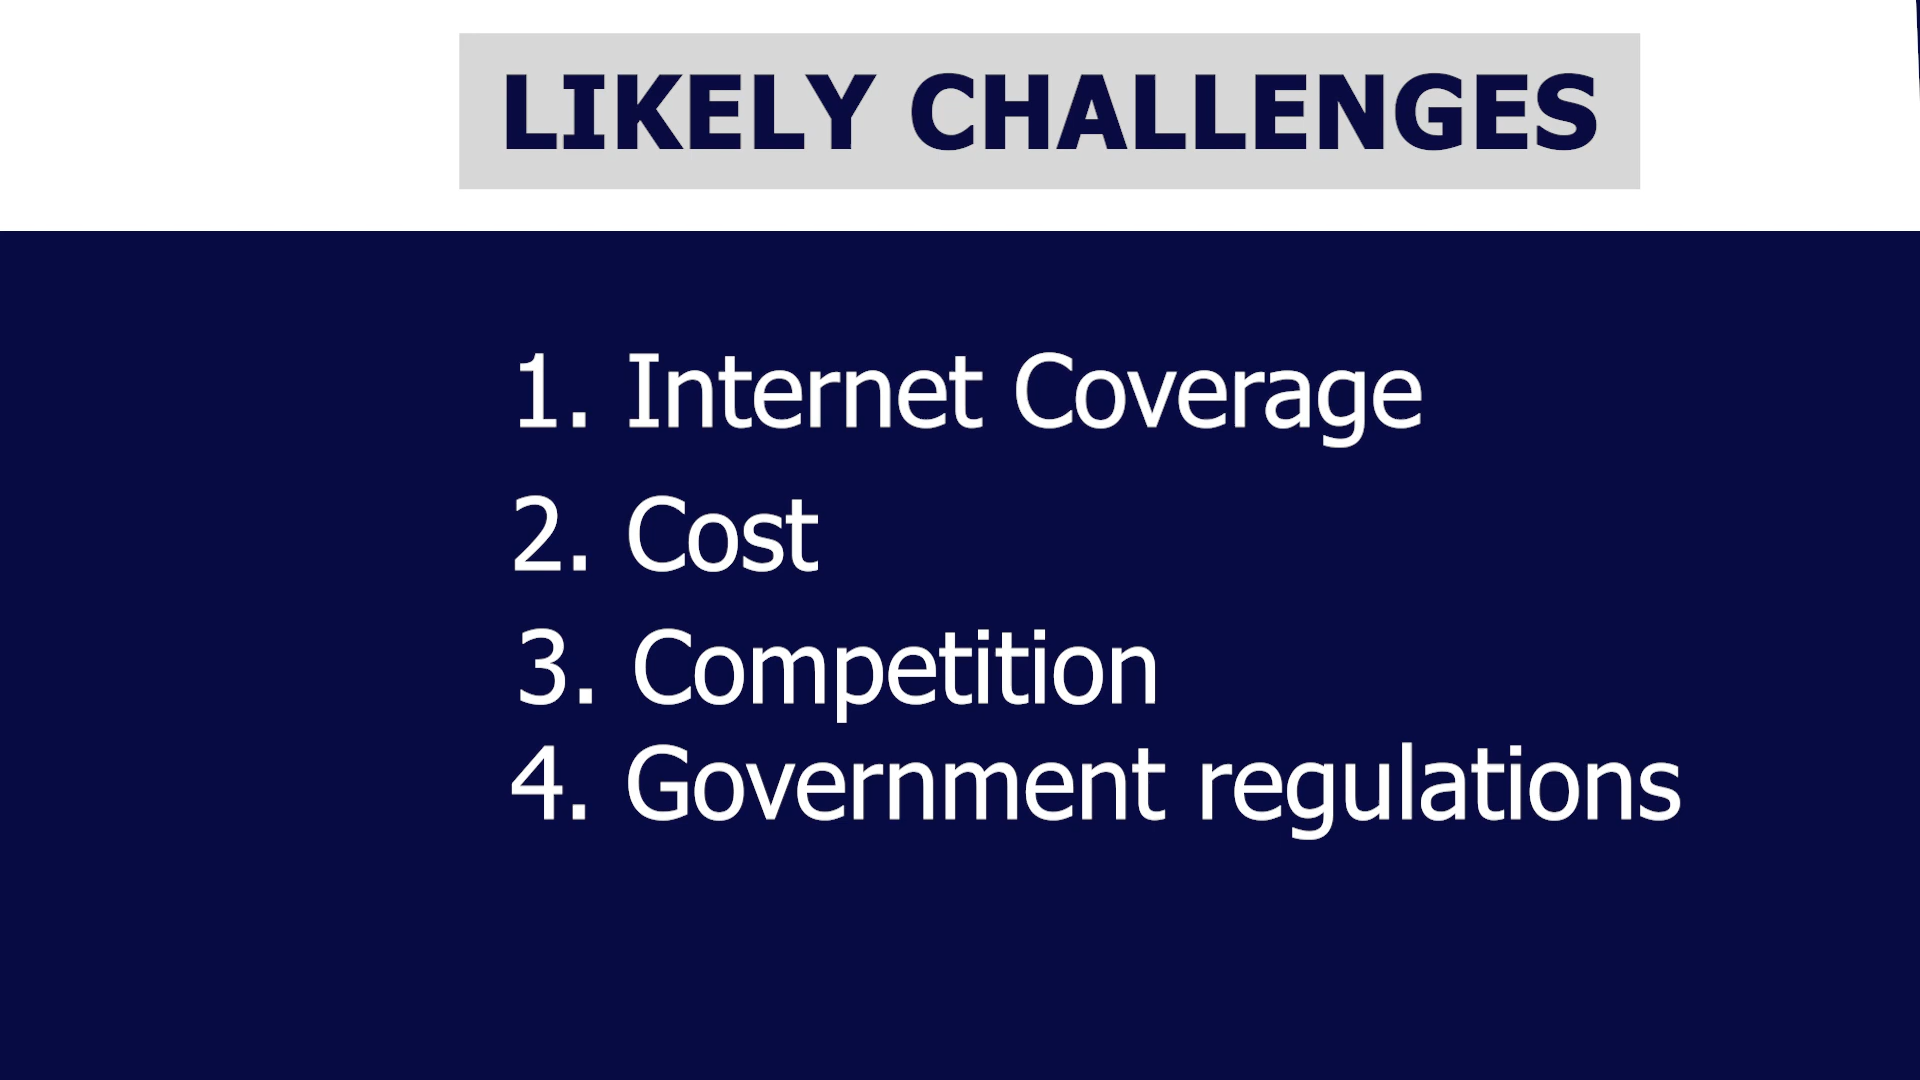 LIKELY CHALLENGES
1. Internet Coverage
2. Cost
3. Competition
4. Government regulations